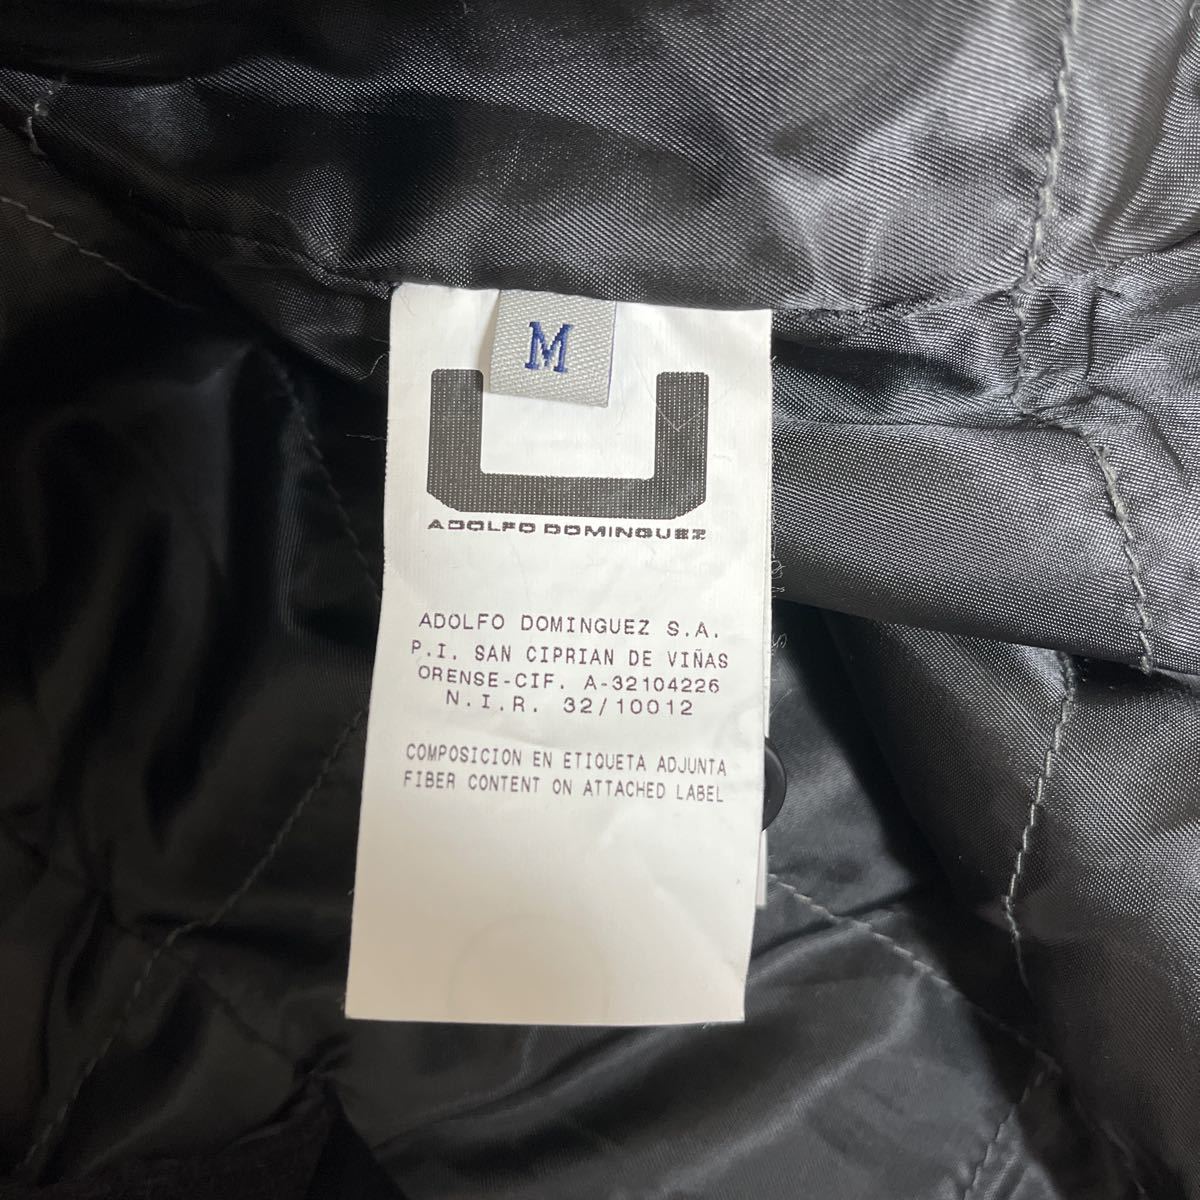 M
ADOLFO DOMINGUEZ
ADOLFO DOMINGUEZ S.A.
P.I. SAN CIPRIAN DE VIÑAS
ORENSE-CIF. A-32104226
N.I.R. 32/10012
COMPOSICION EN ETIQUETA ADJUNTA
FIBER CONTENT ON ATTACHED LABEL